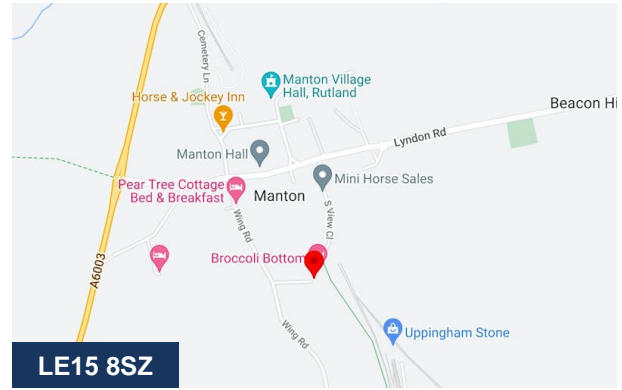 Cemetery Ln
Manton Village
Hall, Rutland
Horse & Jockey Inn
Beacon Hi
Lyndon Rd
Manton Hall
Mini Horse Sales
Pear Tree Cottage
Bed & Breakfast
Manton
S View Cl
Wing Rd
Broccoli Bottom
A6003
Wing Rd
Uppingham Stone
LE15 8SZ